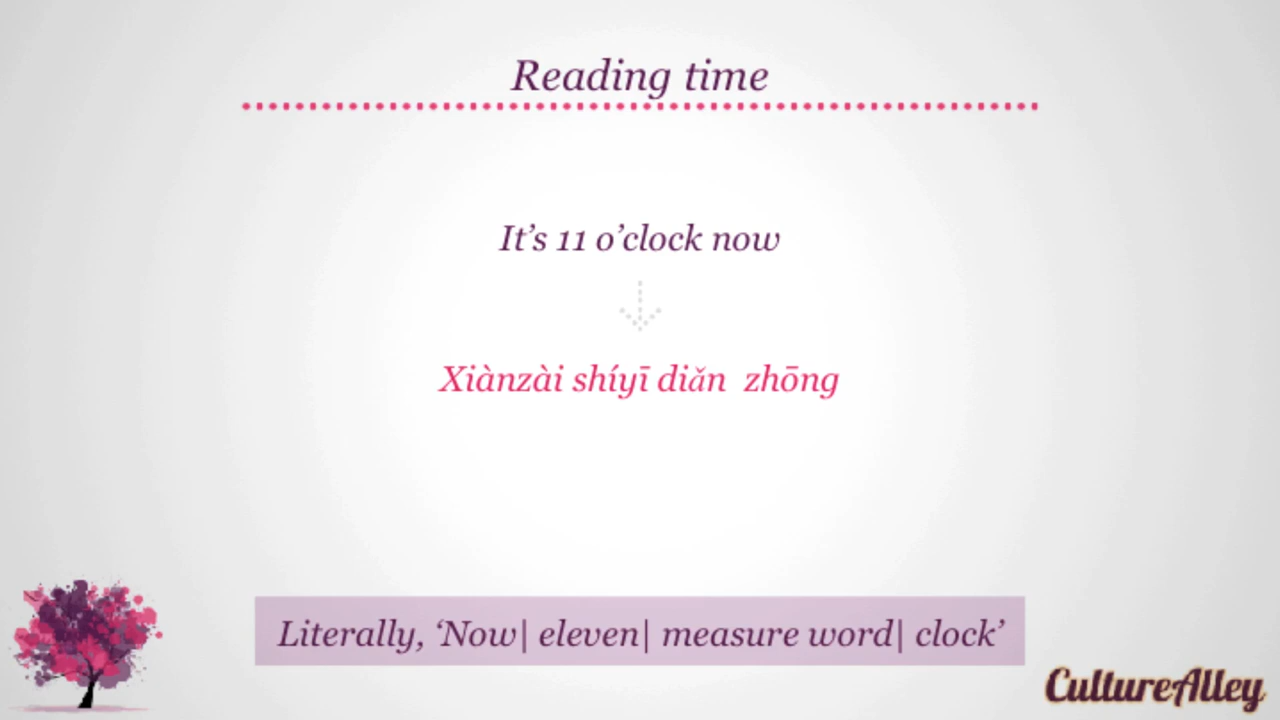 Reading time
It’s 11 o’clock now
Xiànzài shíyī diǎn  zhōng
Literally, ‘Now| eleven| measure word| clock’
CultureAlley